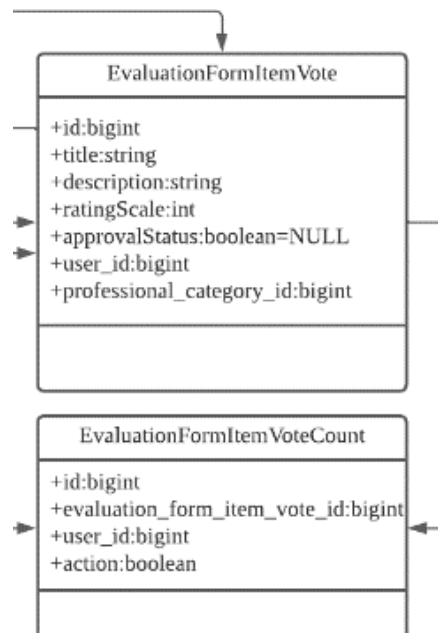 EvaluationFormItemVote
+id:bigint
+title:string
+description:string
+ratingScale:int
+approvalStatus:boolean=NULL
+user_id:bigint
+professional_category_id:bigint
EvaluationFormItemVoteCount
+id:bigint
+evaluation_form_item_vote_id:bigint
+user_id:bigint
+action:boolean